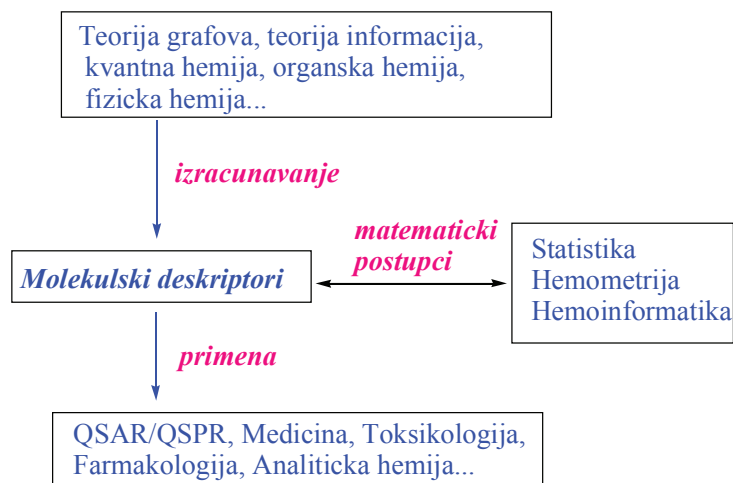 Teorija grafova, teorija informacija,
kvantna hemija, organska hemija,
fizicka hemija...
izracunavanje
matematicki
postupci
Molekulski deskriptori
Statistika
Hemometrija
Hemoinformatika
primena
QSAR/QSPR, Medicina, Toksikologija,
Farmakologija, Analiticka hemija...